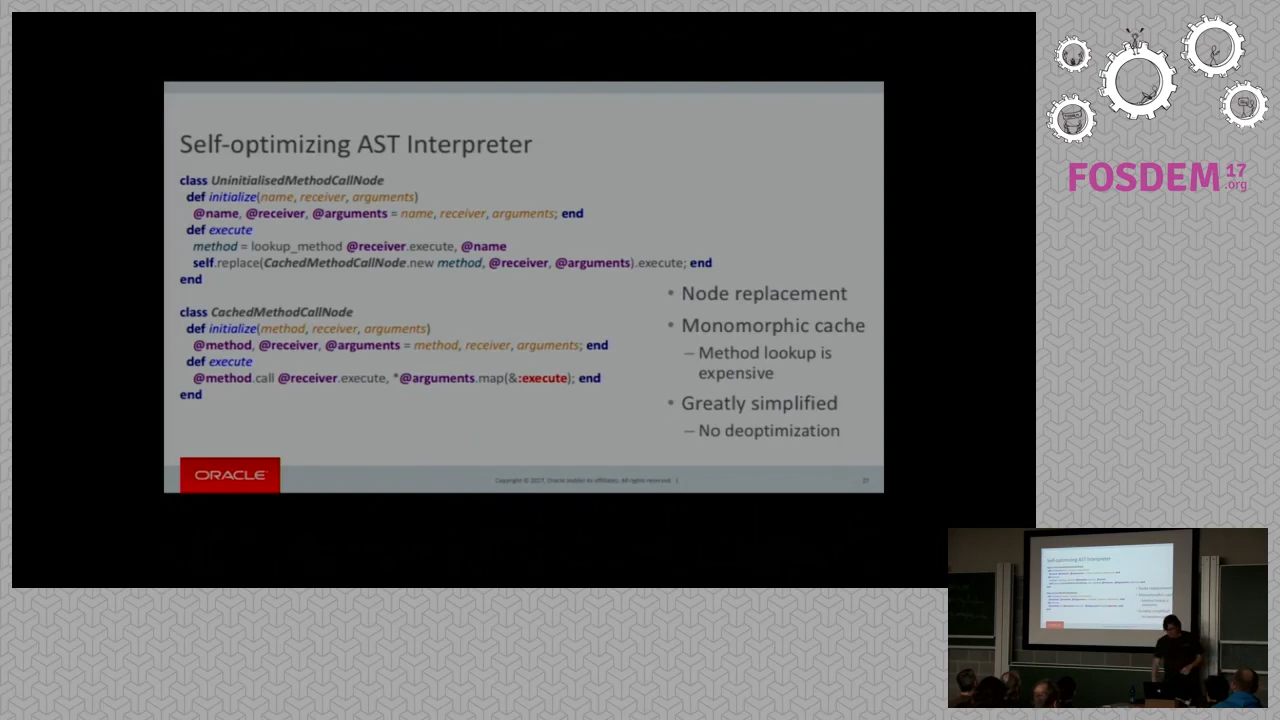 Self-optimizing AST Interpreter
class UninitialisedMethodCallNode
def initialize(name, receiver, arguments)
@name, @receiver, @arguments = name, receiver, arguments; end
def execute
method = lookup_method @receiver.execute, @name
self.replace(CachedMethodCallNode.new method, @receiver, @arguments).execute; end
end
class CachedMethodCallNode
def initialize(method, receiver, arguments)
@method, @receiver, @arguments = method, receiver, arguments; end
def execute
@method.call @receiver.execute, *@arguments.map(&:execute); end
end
• Node replacement
• Monomorphic cache
– Method lookup is
expensive
• Greatly simplified
– No deoptimization
ORACLE
Copyright © 2017, Oracle and/or its affiliates. All rights reserved. |
FOSDEM 17
.org
Self-optimizing AST Interpreter